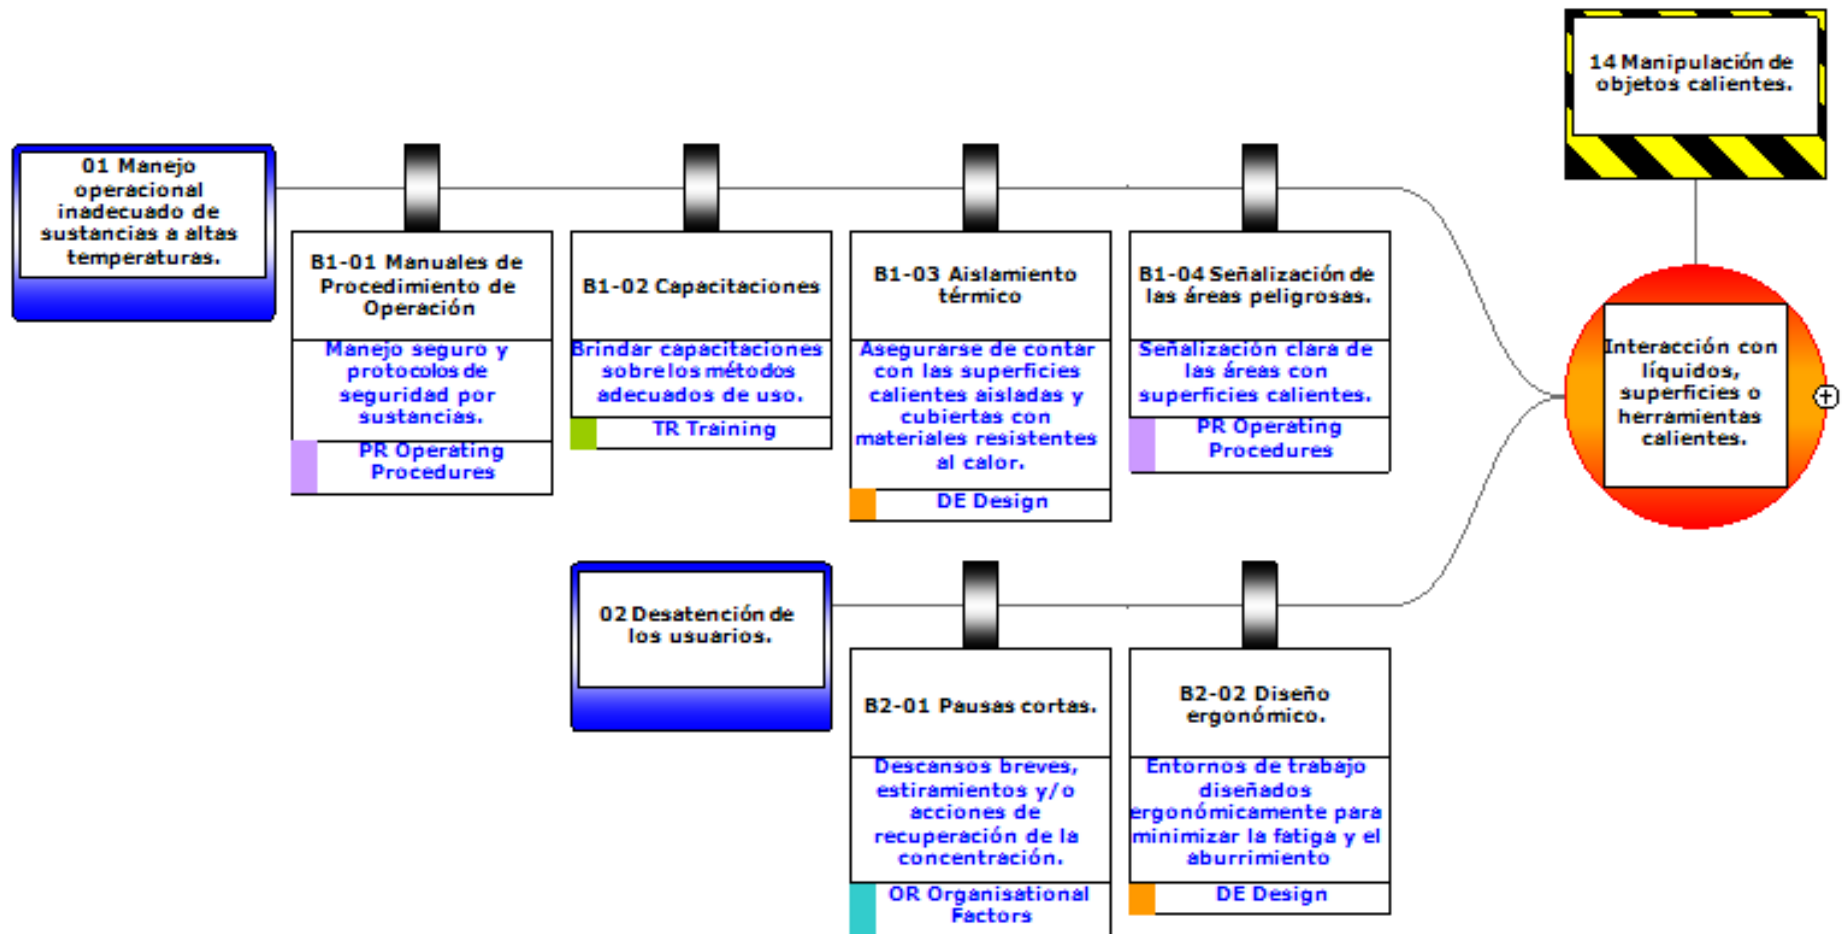 14 Manipulación de
objetos calientes.
01 Manejo
operacional
inadecuado de
sustancias a altas
temperaturas.
B1-01 Manuales de
Procedimiento de
Operación
Manejo seguro y
protocolos de
seguridad por
sustancias.
PR Operating
Procedures
B1-02 Capacitaciones
Brindar capacitaciones
sobre los métodos
adecuados de uso.
TR Training
B1-03 Aislamiento
térmico
Asegurarse de contar
con las superficies
calientes aisladas y
cubiertas con
materiales resistentes
al calor.
DE Design
B1-04 Señalización de
las áreas peligrosas.
Señalización clara de
las áreas con
superficies calientes.
PR Operating
Procedures
Interacción con
líquidos,
superficies o
herramientas
calientes.
02 Desatención de
los usuarios.
B2-01 Pausas cortas.
Descansos breves,
estiramientos y/o
acciones de
recuperación de la
concentración.
OR Organisational
Factors
B2-02 Diseño
ergonómico.
Entornos de trabajo
diseñados
ergonómicamente para
minimizar la fatiga y el
aburrimiento
DE Design